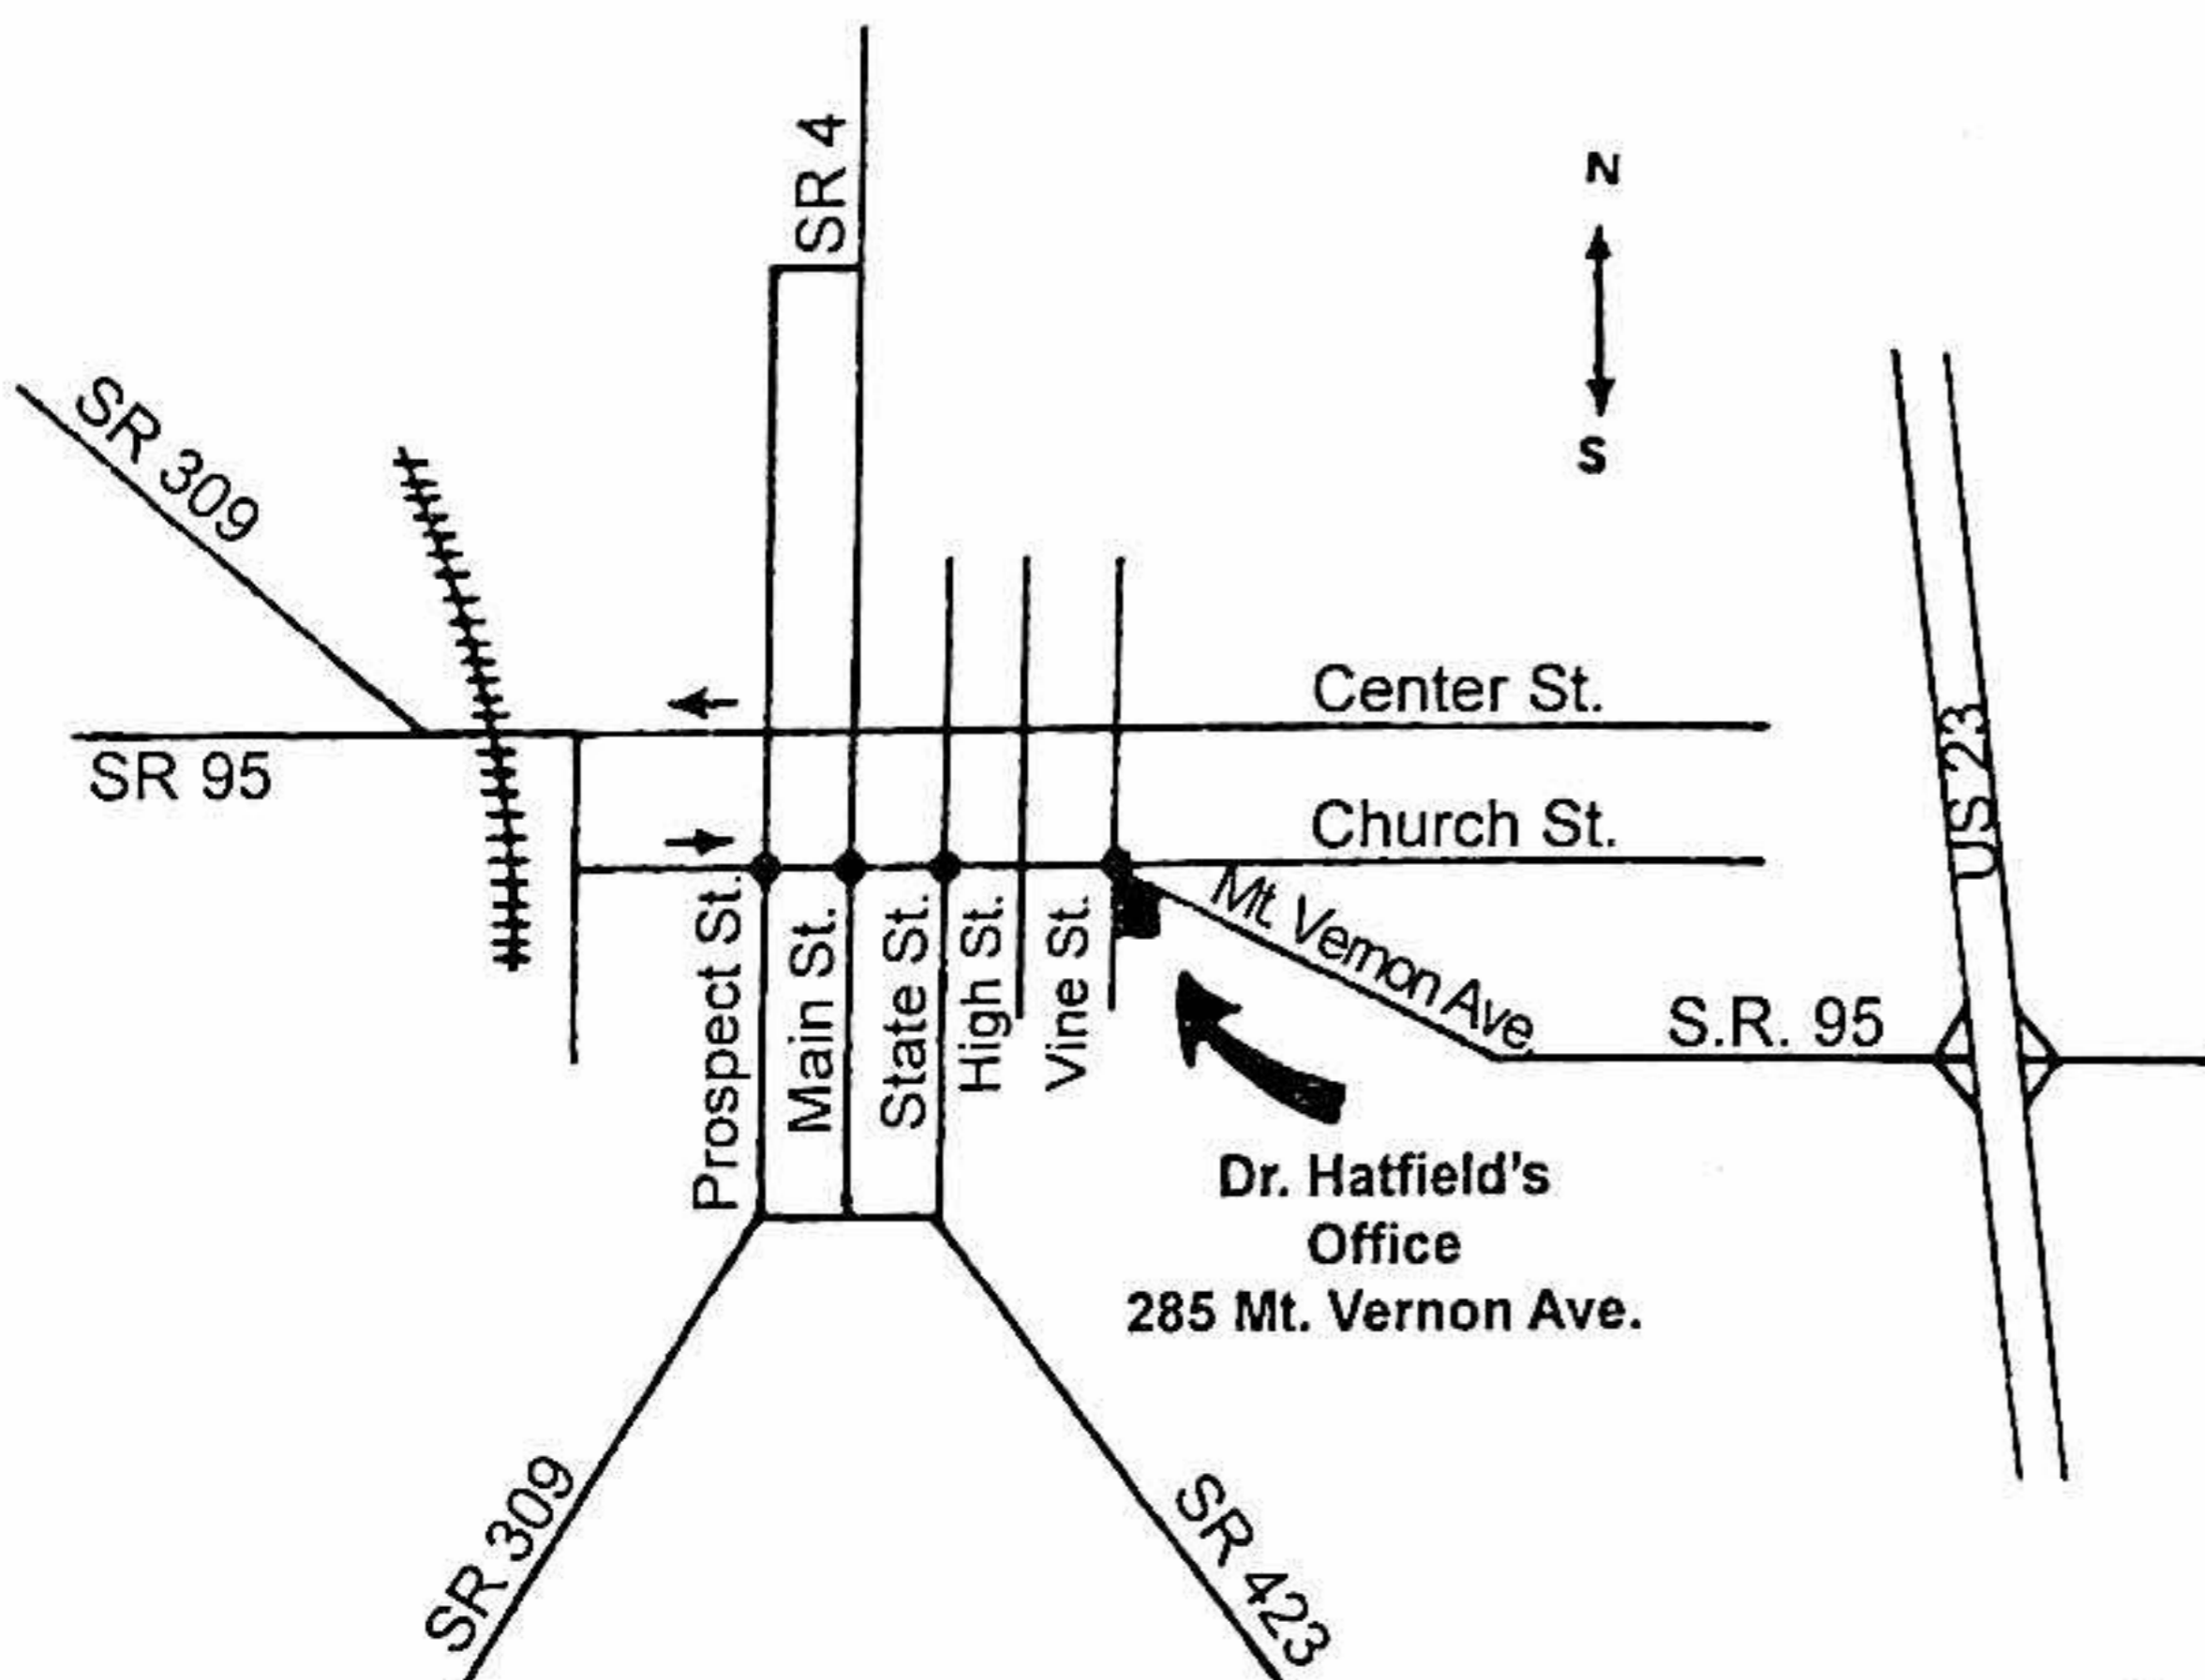 SR 4
N
S
SR 309
Center St.
SR 95
US 23
Church St.
Mt. Vernon Ave.
Prospect St.
Main St.
State St.
High St.
Vine St.
S.R. 95
Dr. Hatfield's
Office
285 Mt. Vernon Ave.
SR 309
SR 423